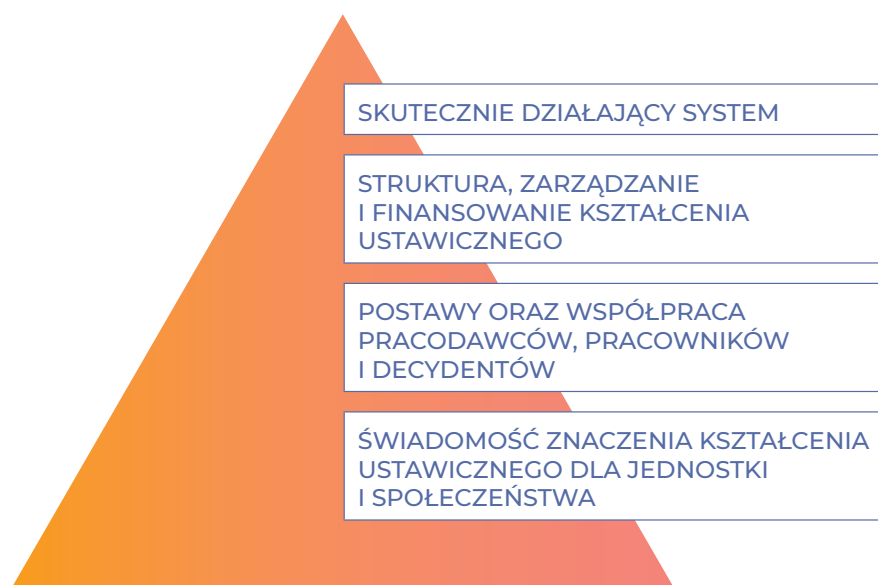 SKUTECZNIE DZIAŁAJĄCY SYSTEM
STRUKTURA, ZARZĄDZANIE
I FINANSOWANIE KSZTAŁCENIA
USTAWICZNEGO
POSTAWY ORAZ WSPÓŁPRACA
PRACODAWCÓW, PRACOWNIKÓW
I DECYDENTÓW
ŚWIADOMOŚĆ ZNACZENIA KSZTAŁCENIA
USTAWICZNEGO DLA JEDNOSTKI
I SPOŁECZEŃSTWA